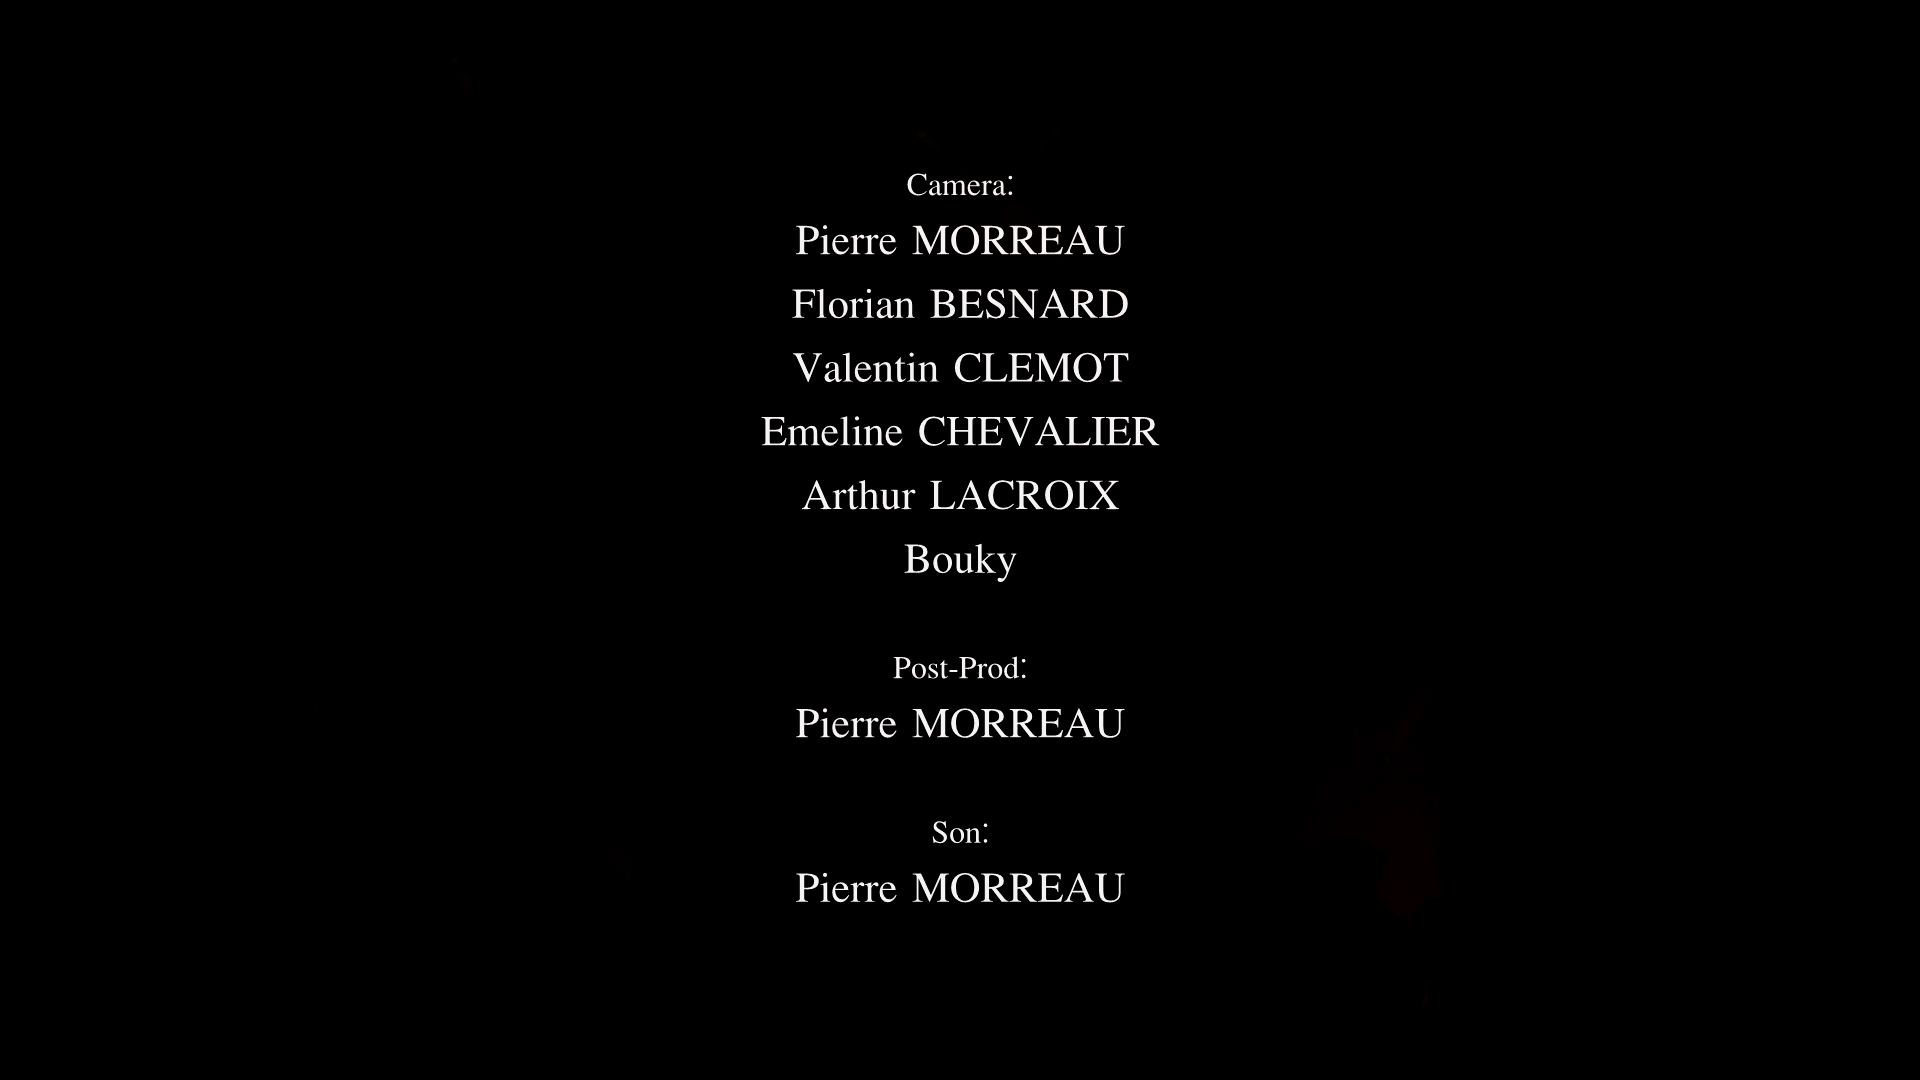 Camera:
Pierre MORREAU
Florian BESNARD
Valentin CLEMOT
Emeline CHEVALIER
Arthur LACROIX
Bouky
Post-Prod:
Pierre MORREAU
Son:
Pierre MORREAU